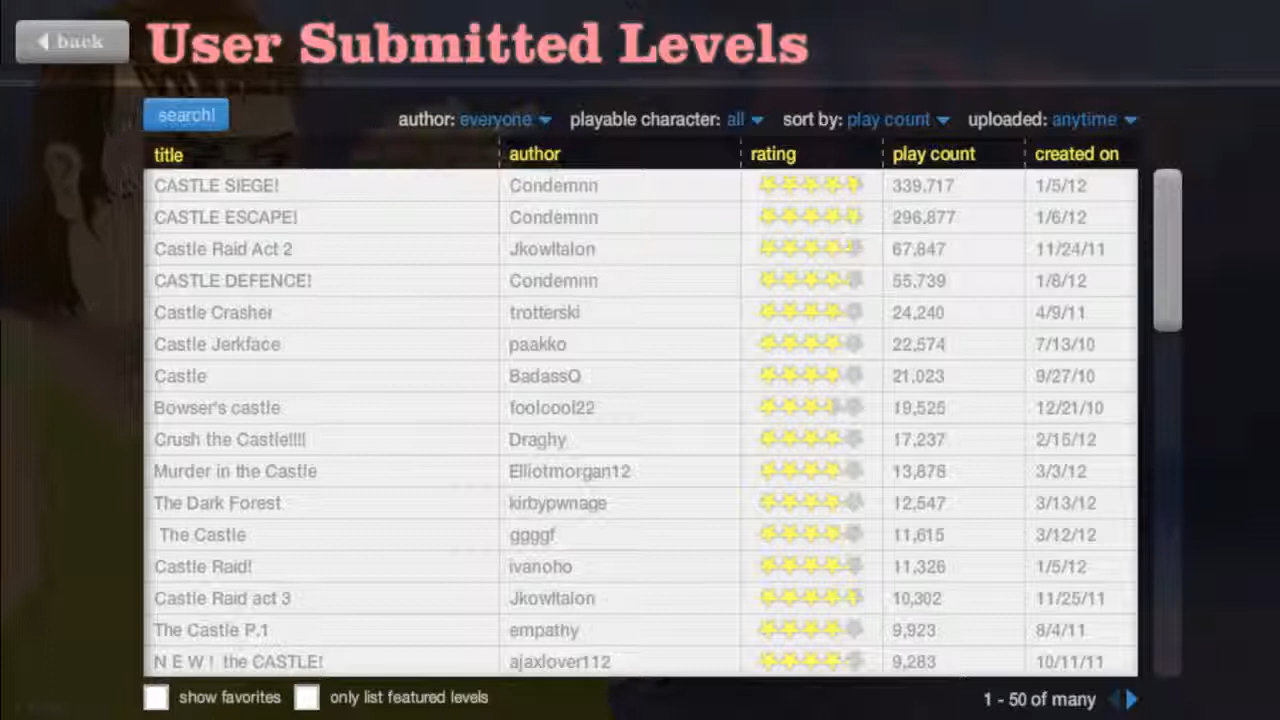 back
User Submitted Levels
search!
author: everyone playable character: all sort by: play count uploaded: anytime
title author rating play count created on
CASTLE SIEGE! Condemnn 339,717 1/5/12
CASTLE ESCAPE! Condemnn 296,877 1/6/12
Castle Raid Act 2 Jkowltalon 67,847 11/24/11
CASTLE DEFENCE! Condemnn 55,739 1/8/12
Castle Crasher trotterski 24,240 4/9/11
Castle Jerkface paakko 22,574 7/13/10
Castle BadassO 21,023 9/27/10
Bowser's castle foolcool22 19,525 12/21/10
Crush the Castle!!!! Draghy 17,237 2/15/12
Murder in the Castle Elliotmorgan12 13,878 3/3/12
The Dark Forest kirbypwnage 12,547 3/13/12
The Castle ggggf 11,615 3/12/12
Castle Raid! ivanoho 11,326 1/5/12
Castle Raid act 3 Jkowltalon 10,302 11/25/11
The Castle P.1 empathy 9,923 8/4/11
N E W ! the CASTLE! ajaxlover112 9,283 10/11/11
show favorites only list featured levels 1 - 50 of many